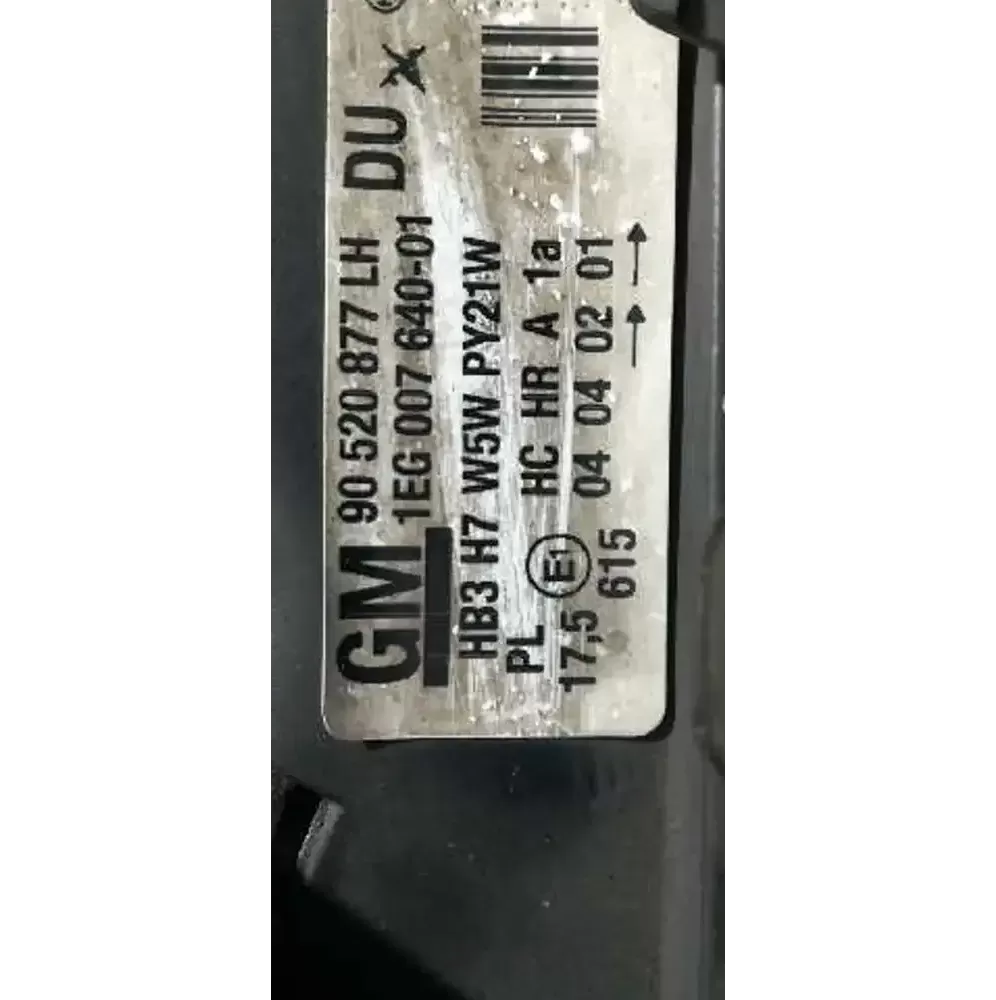 GM 90 520 877 LH DU X
1EG 007 640-01
HB3 H7 W5W PY21W
PL HC HR A 1a
E1
17,5 04 04 02 01
615 → →